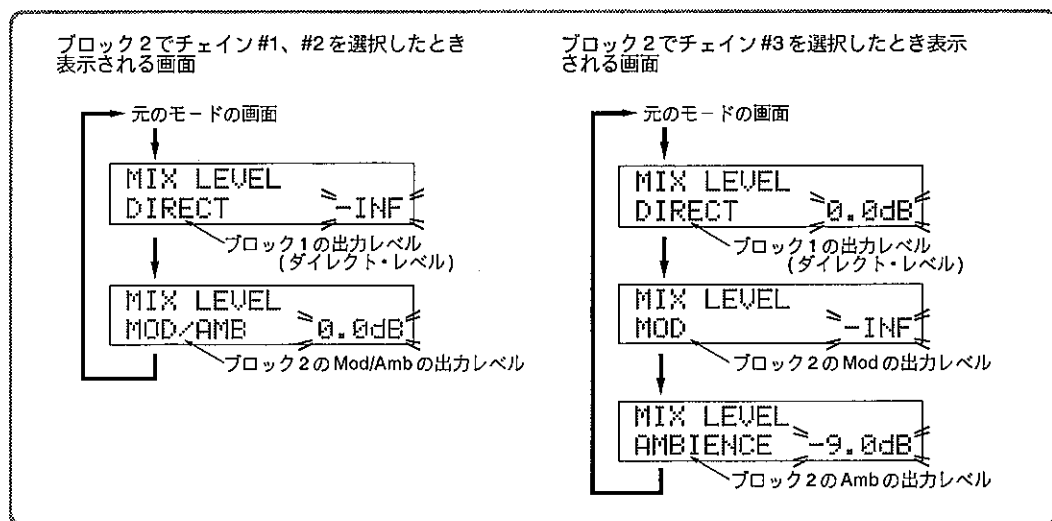 ブロック2でチェイン#1、#2を選択したとき
表示される画面
元のモードの画面
MIX LEVEL
DIRECT -INF
ブロック1の出力レベル
(ダイレクト・レベル)
MIX LEVEL
MOD/AMB 0.0dB
ブロック2のMod/Ambの出力レベル
ブロック2でチェイン#3を選択したとき表示
される画面
元のモードの画面
MIX LEVEL
DIRECT 0.0dB
ブロック1の出力レベル
(ダイレクト・レベル)
MIX LEVEL
MOD -INF
ブロック2のModの出力レベル
MIX LEVEL
AMBIENCE -9.0dB
ブロック2のAmbの出力レベル